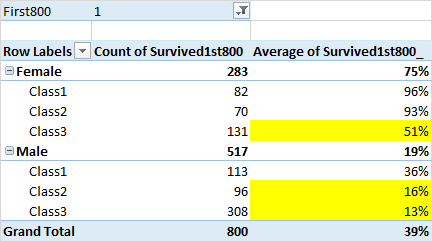 First800 1
Row Labels Count of Survived1st800 Average of Survived1st800_
Female 283 75%
Class1 82 96%
Class2 70 93%
Class3 131 51%
Male 517 19%
Class1 113 36%
Class2 96 16%
Class3 308 13%
Grand Total 800 39%